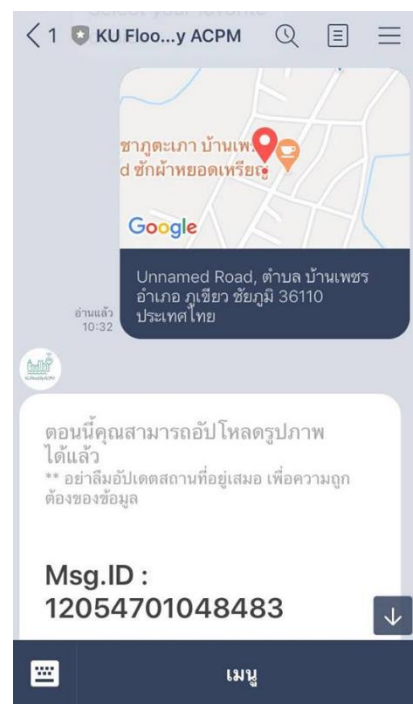 1 KU Floo...y ACPM
ชาภูตะเภา บ้านเพ
d ซักผ้าหยอดเหรียญ
Google
Unnamed Road, ตำบล บ้านเพชร
อำเภอ ภูเขียว ชัยภูมิ 36110
ประเทศไทย
อ่านแล้ว
10:32
ตอนนี้คุณสามารถอัปโหลดรูปภาพ
ได้แล้ว
** อย่าลืมอัปเดตสถานที่อยู่เสมอ เพื่อความถูก
ต้องของข้อมูล
Msg.ID :
12054701048483
เมนู